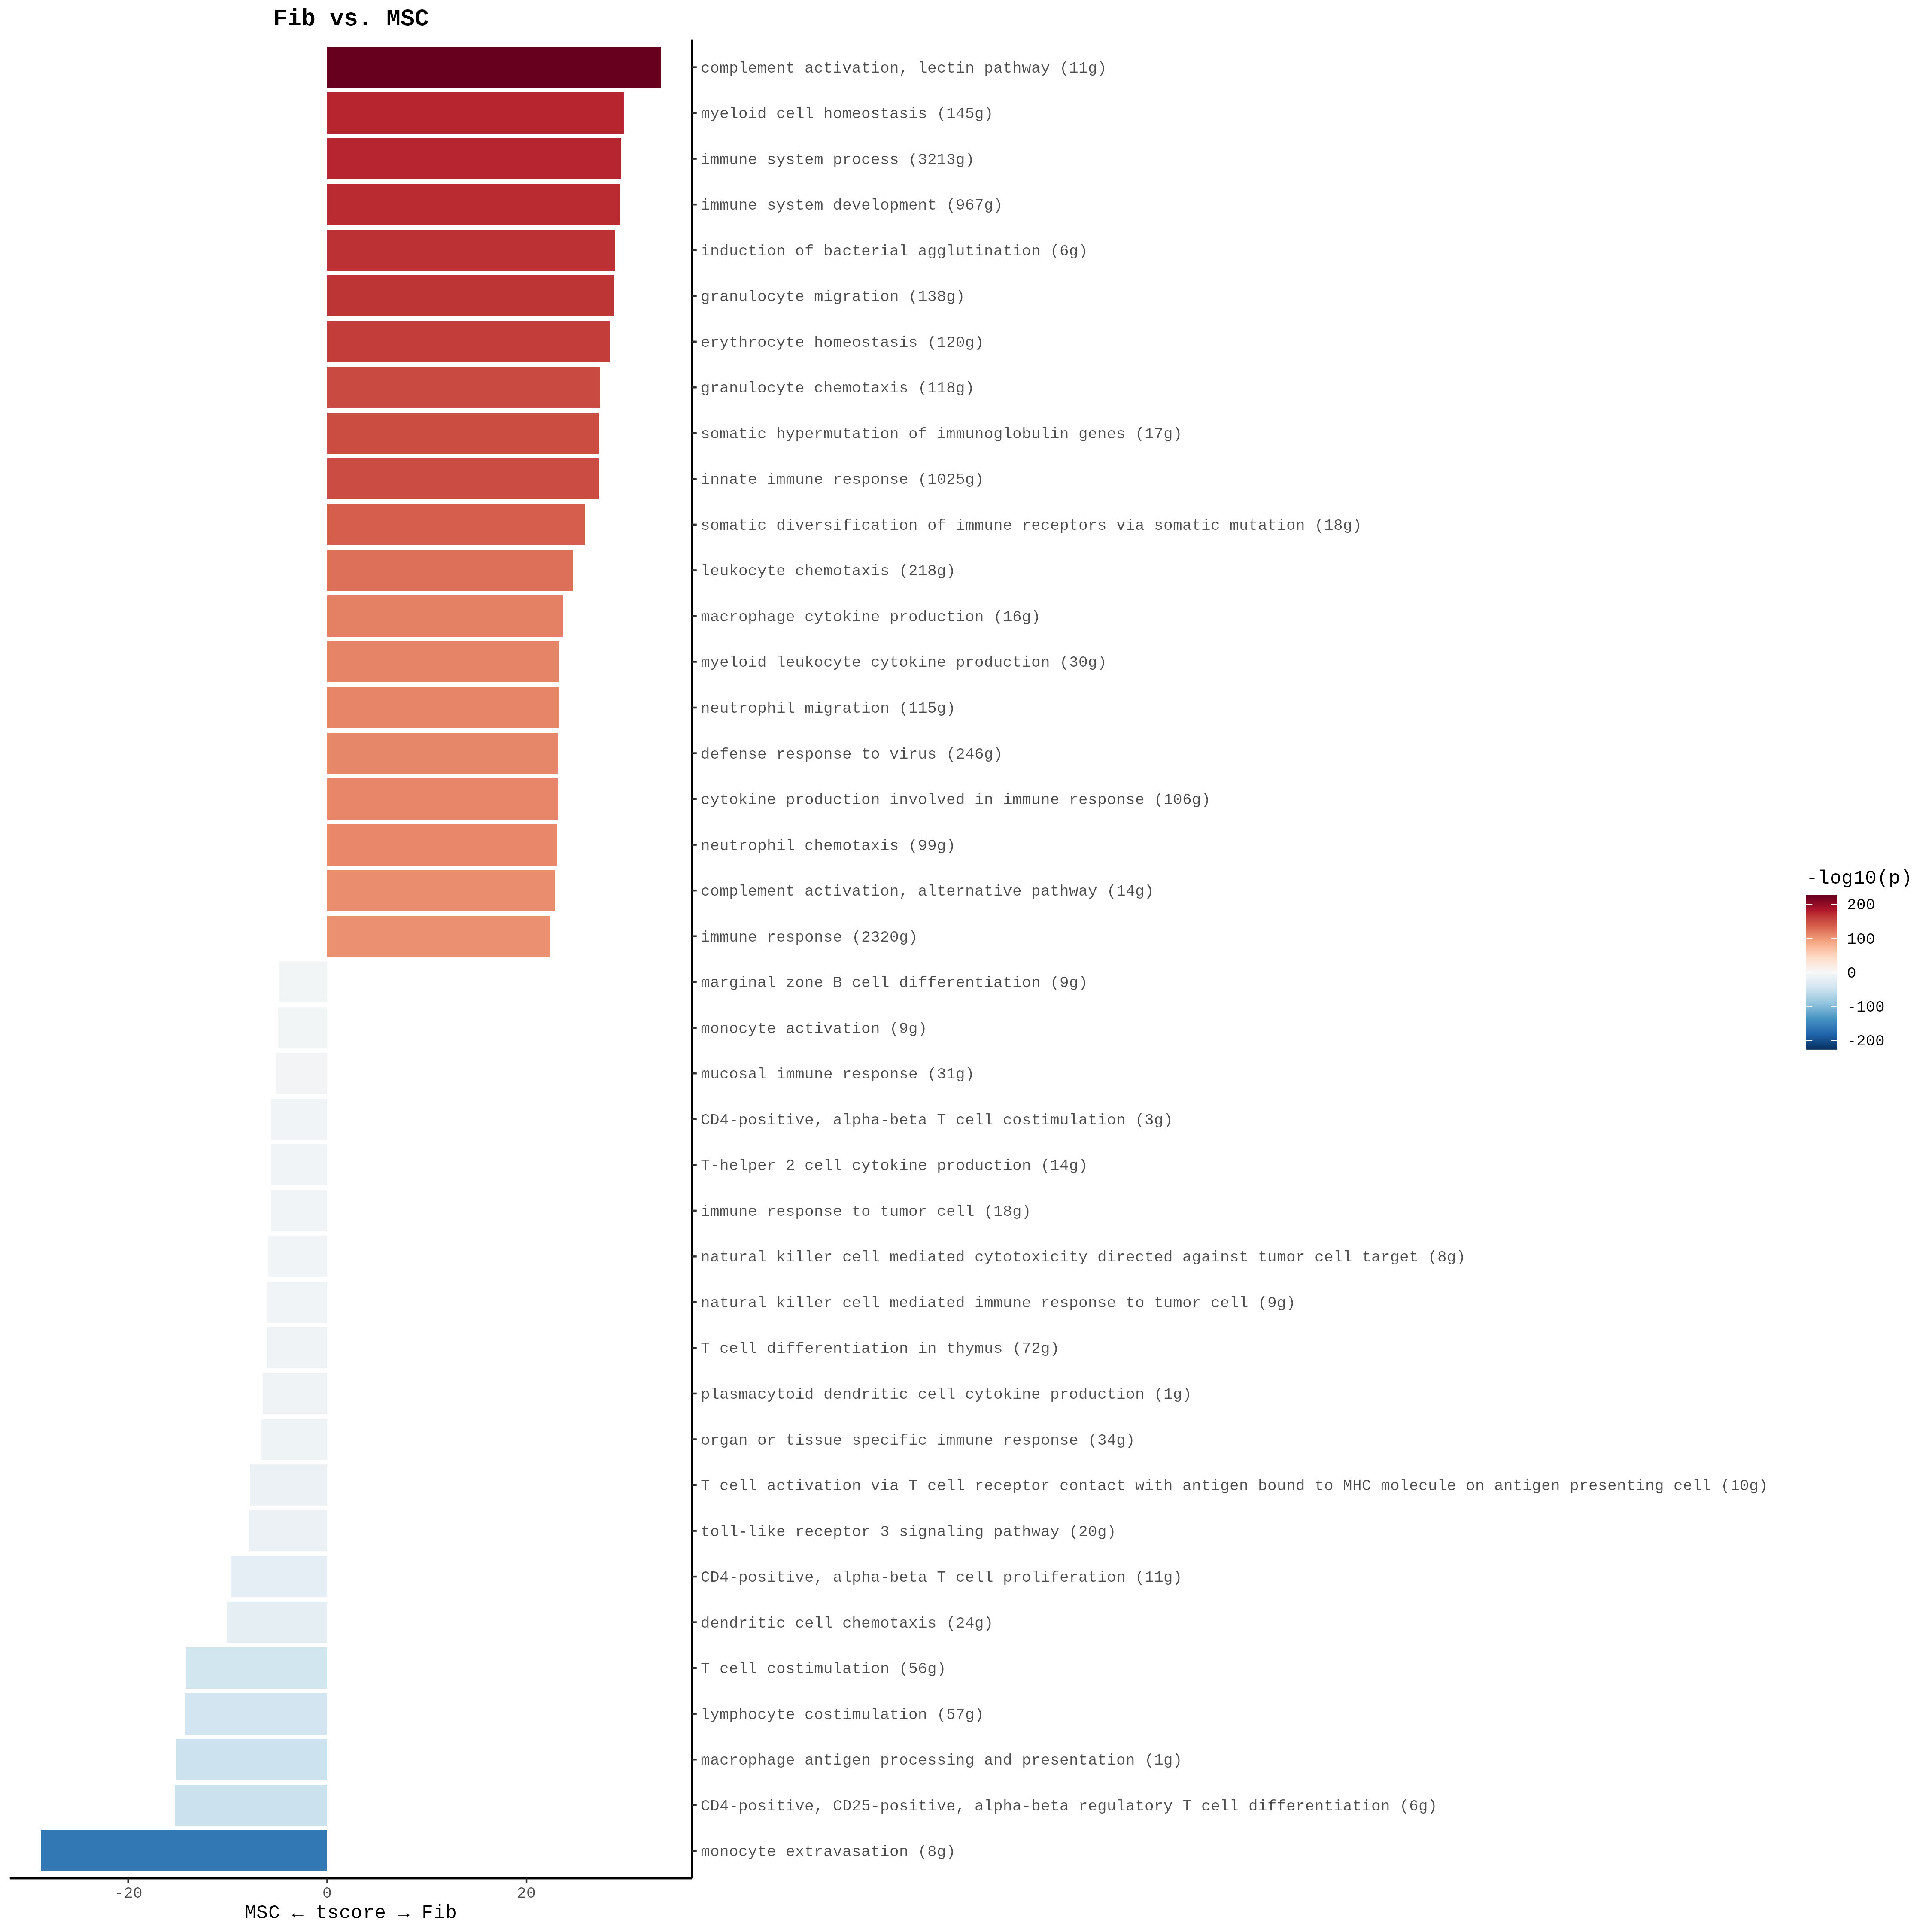 Fib vs. MSC
complement activation, lectin pathway (11g)
myeloid cell homeostasis (145g)
immune system process (3213g)
immune system development (967g)
induction of bacterial agglutination (6g)
granulocyte migration (138g)
erythrocyte homeostasis (120g)
granulocyte chemotaxis (118g)
somatic hypermutation of immunoglobulin genes (17g)
innate immune response (1025g)
somatic diversification of immune receptors via somatic mutation (18g)
leukocyte chemotaxis (218g)
macrophage cytokine production (16g)
myeloid leukocyte cytokine production (30g)
neutrophil migration (115g)
defense response to virus (246g)
cytokine production involved in immune response (106g)
neutrophil chemotaxis (99g)
complement activation, alternative pathway (14g)
immune response (2320g)
marginal zone B cell differentiation (9g)
monocyte activation (9g)
mucosal immune response (31g)
CD4-positive, alpha-beta T cell costimulation (3g)
T-helper 2 cell cytokine production (14g)
immune response to tumor cell (18g)
natural killer cell mediated cytotoxicity directed against tumor cell target (8g)
natural killer cell mediated immune response to tumor cell (9g)
T cell differentiation in thymus (72g)
plasmacytoid dendritic cell cytokine production (1g)
organ or tissue specific immune response (34g)
T cell activation via T cell receptor contact with antigen bound to MHC molecule on antigen presenting cell (10g)
toll-like receptor 3 signaling pathway (20g)
CD4-positive, alpha-beta T cell proliferation (11g)
dendritic cell chemotaxis (24g)
T cell costimulation (56g)
lymphocyte costimulation (57g)
macrophage antigen processing and presentation (1g)
CD4-positive, CD25-positive, alpha-beta regulatory T cell differentiation (6g)
monocyte extravasation (8g)
-20 0 20
MSC ← tscore → Fib
-log10(p)
200
100
0
-100
-200